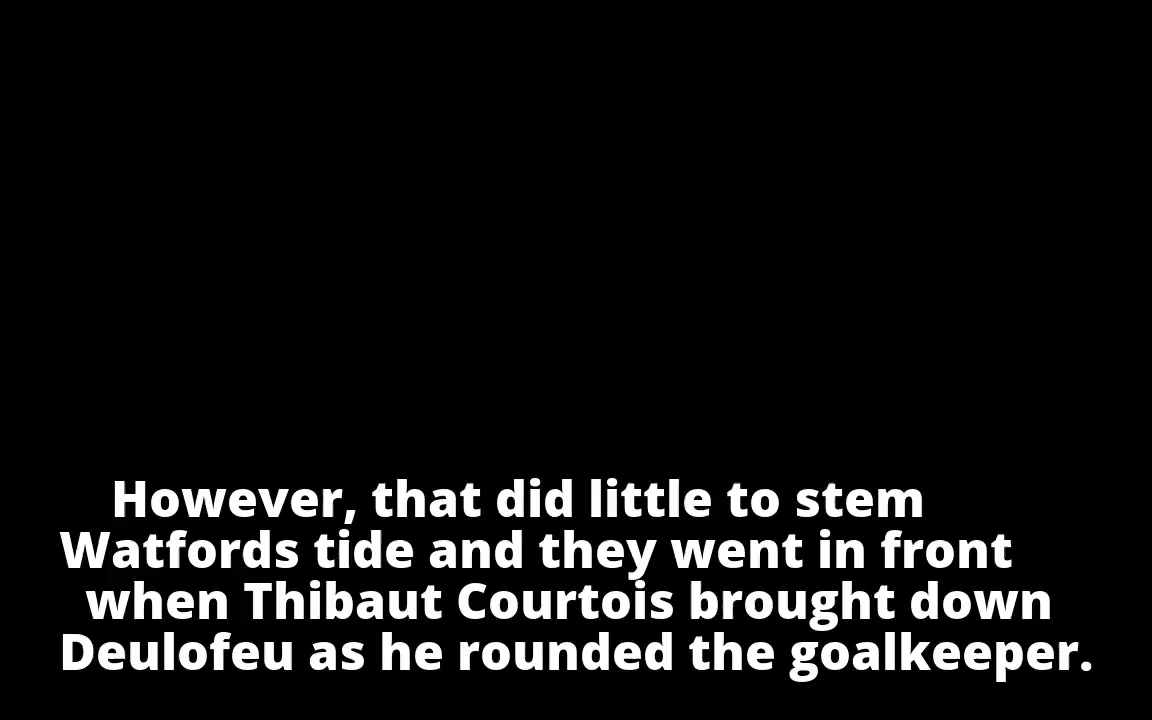 However, that did little to stem
Watfords tide and they went in front
when Thibaut Courtois brought down
Deulofeu as he rounded the goalkeeper.